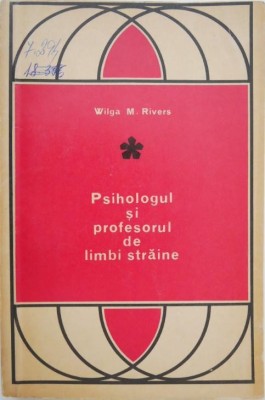 Wilga M. Rivers
Psihologul
și
profesorul
de
limbi străine